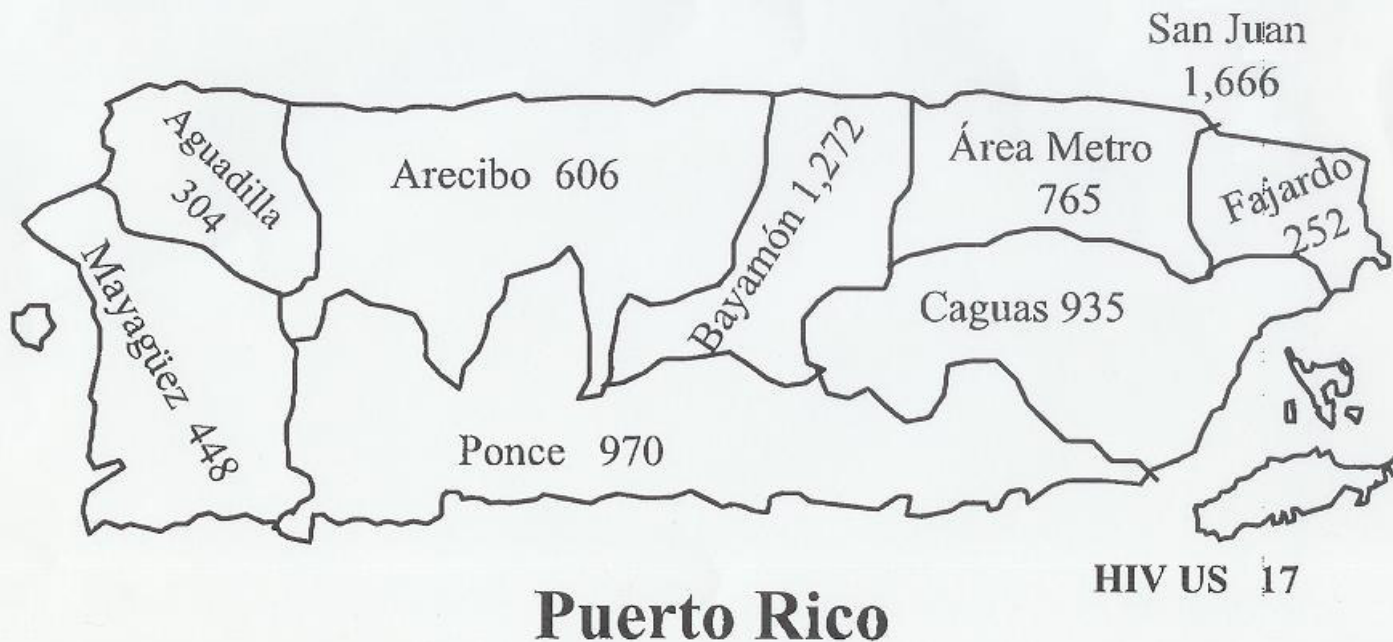 San Juan
1,666
Aguadilla
304
Arecibo 606
Bayamón 1,272
Área Metro
765
Fajardo
252
Mayagüez 448
Caguas 935
Ponce 970
HIV US 17
Puerto Rico